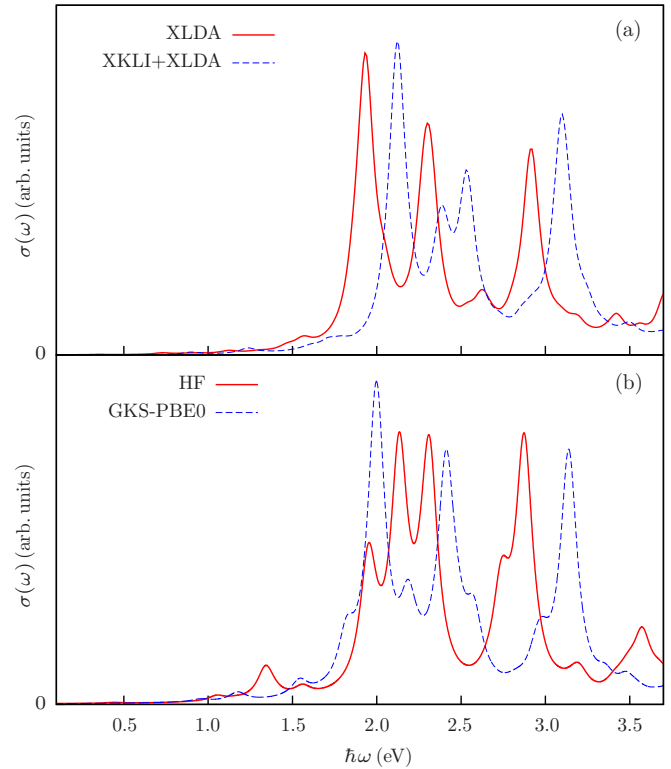 XLDA
(a)
XKLI+XLDA
σ(ω) (arb. units)
0
HF
(b)
GKS-PBE0
σ(ω) (arb. units)
0
0.5 1.0 1.5 2.0 2.5 3.0 3.5
ℏω (eV)